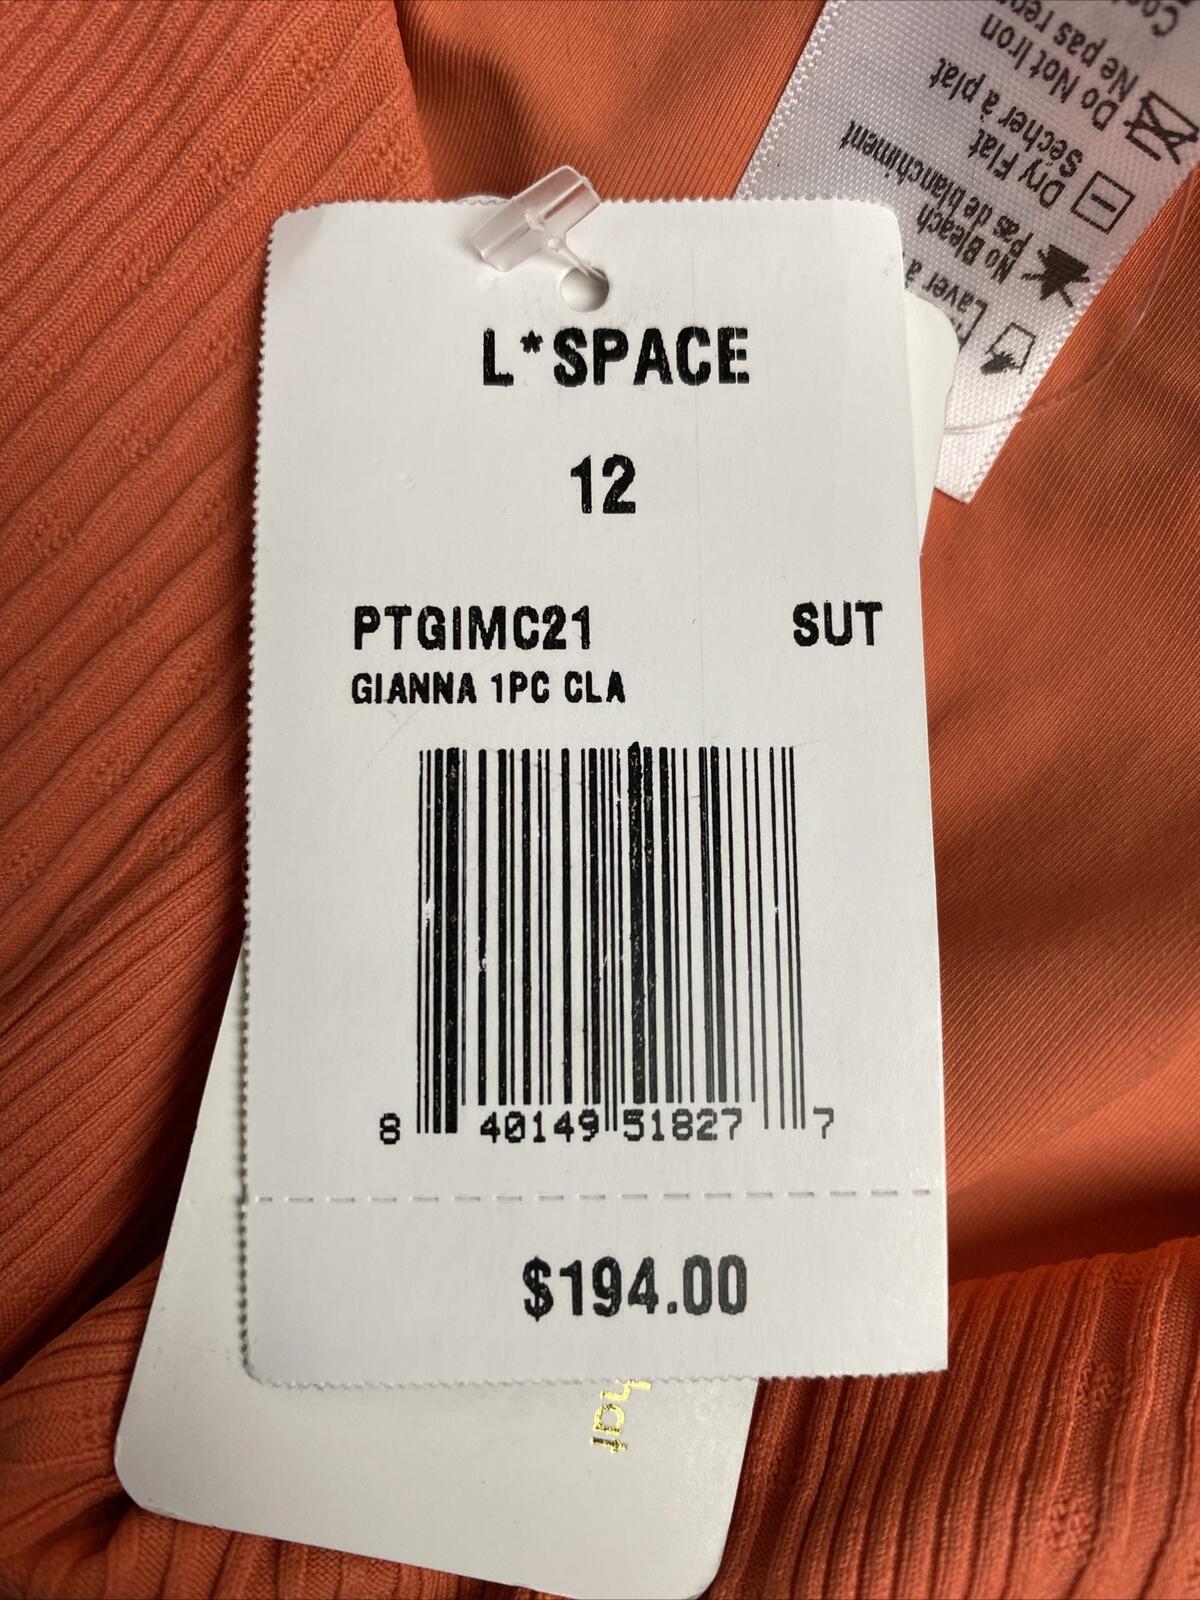 L*SPACE
12
PTGIMC21 SUT
GIANNA 1PC CLA
8 40149 51827 7
$194.00
Do Not Iron
Ne pas
Dry Flat
Sécher à plat
No Bleach
Pas de blanchiment
Laver à